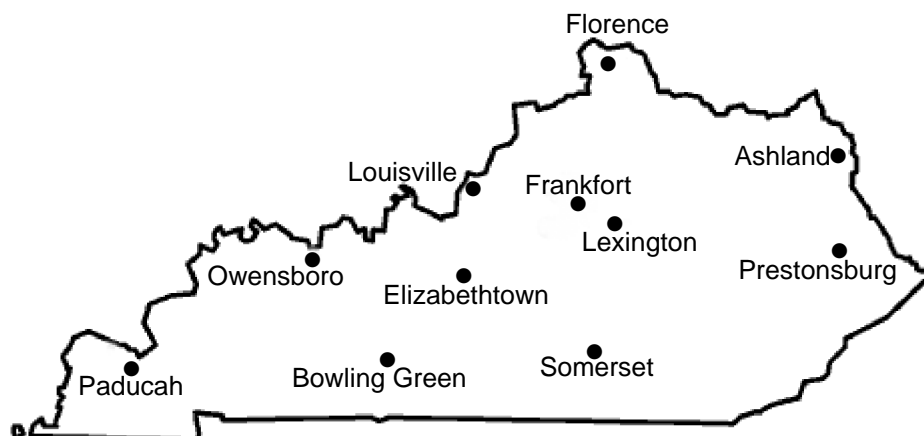 Florence
Ashland
Louisville
Frankfort
Lexington
Owensboro
Prestonsburg
Elizabethtown
Somerset
Bowling Green
Paducah